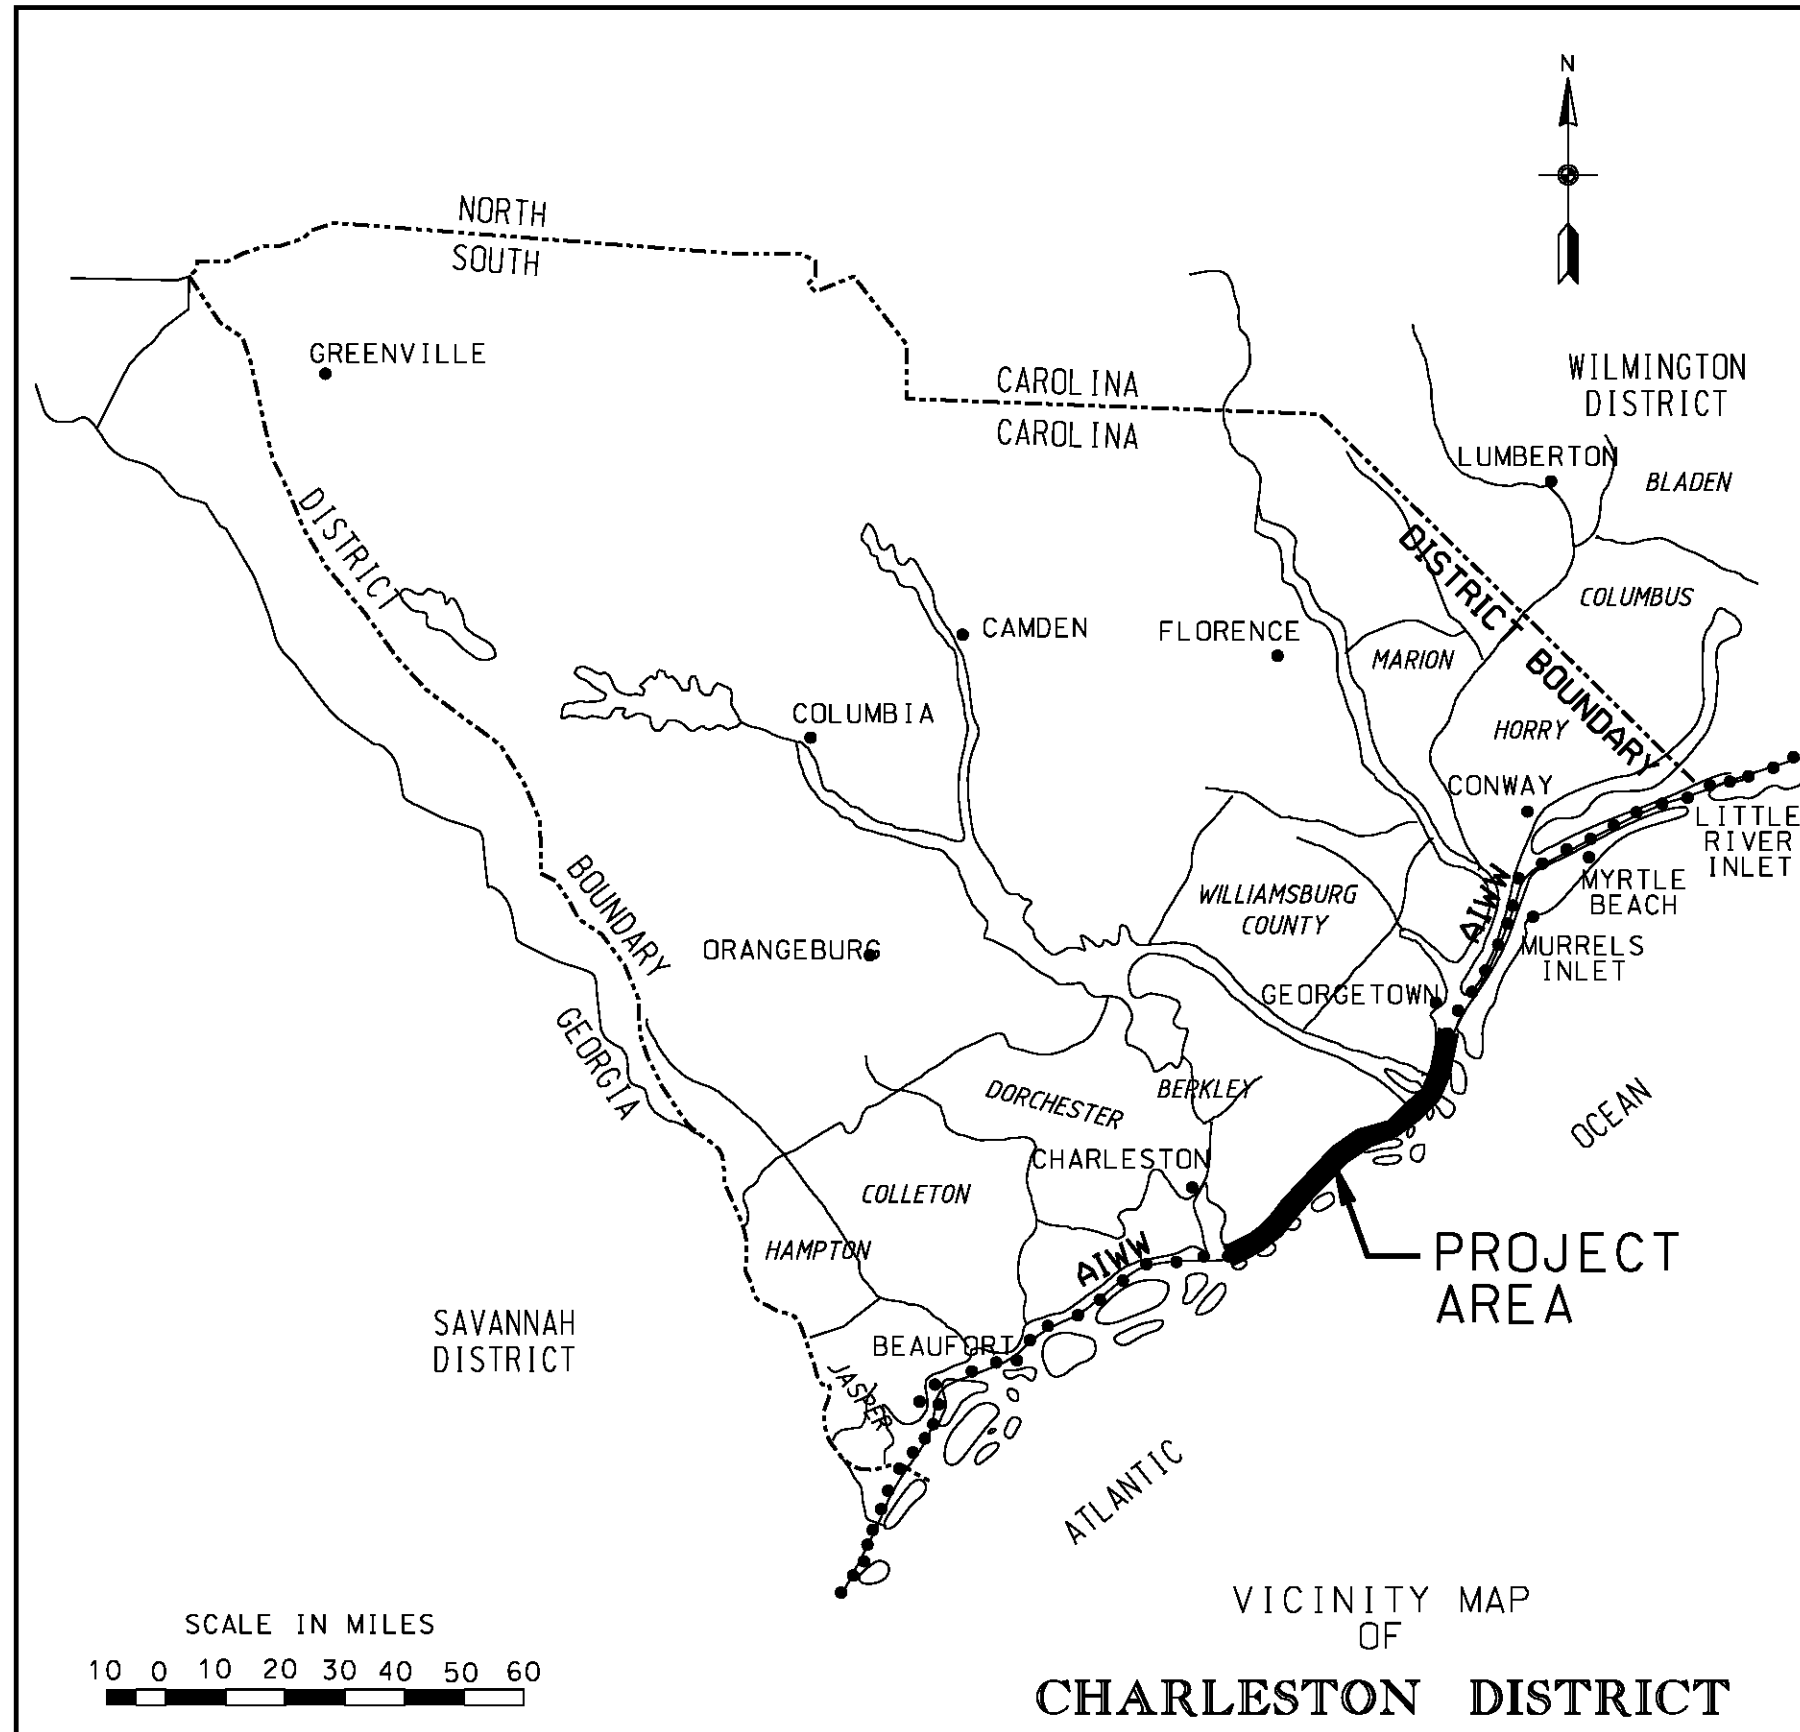 N
NORTH
SOUTH
GREENVILLE
CAROLINA
CAROLINA
WILMINGTON
DISTRICT
LUMBERTON
BLADEN
DISTRICT
DISTRICT
BOUNDARY
COLUMBUS
CAMDEN
FLORENCE
MARION
COLUMBIA
HORRY
CONWAY
LITTLE
RIVER
INLET
MYRTLE
BEACH
BOUNDARY
WILLIAMSBURG
COUNTY
AIWW
ORANGEBURG
MURRELS
INLET
GEORGETOWN
GEORGIA
DORCHESTER
BERKLEY
OCEAN
CHARLESTON
COLLETON
HAMPTON
AIWW
PROJECT
AREA
SAVANNAH
DISTRICT
BEAUFORT
JASPER
ATLANTIC
VICINITY MAP
OF
CHARLESTON DISTRICT
SCALE IN MILES
10 0 10 20 30 40 50 60